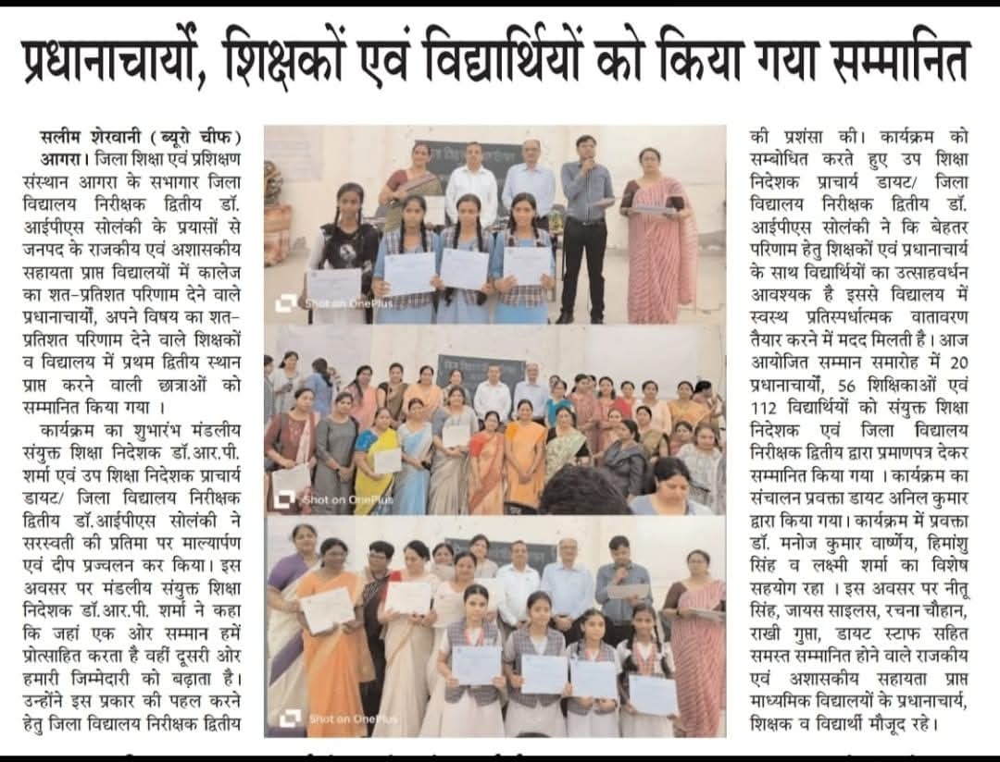 प्रधानाचार्यों, शिक्षकों एवं विद्यार्थियों को किया गया सम्मानित
सलीम शेरवानी (ब्यूरो चीफ)
आगरा। जिला शिक्षा एवं प्रशिक्षण
संस्थान आगरा के सभागार जिला
विद्यालय निरीक्षक द्वितीय डॉ.
आईपीएस सोलंकी के प्रयासों से
जनपद के राजकीय एवं अशासकीय
सहायता प्राप्त विद्यालयों में कालेज
का शत-प्रतिशत परिणाम देने वाले
प्रधानाचार्यों, अपने विषय का शत-
प्रतिशत परिणाम देने वाले शिक्षकों
व विद्यालय में प्रथम द्वितीय स्थान
प्राप्त करने वाली छात्राओं को
सम्मानित किया गया ।
कार्यक्रम का शुभारंभ मंडलीय
संयुक्त शिक्षा निदेशक डॉ.आर.पी.
शर्मा एवं उप शिक्षा निदेशक प्राचार्य
डायट/ जिला विद्यालय निरीक्षक
द्वितीय डॉ.आईपीएस सोलंकी ने
सरस्वती की प्रतिमा पर माल्यार्पण
एवं दीप प्रज्वलन कर किया। इस
अवसर पर मंडलीय संयुक्त शिक्षा
निदेशक डॉ.आर.पी. शर्मा ने कहा
कि जहां एक ओर सम्मान हमें
प्रोत्साहित करता है वहीं दूसरी ओर
हमारी जिम्मेदारी को बढ़ाता है।
उन्होंने इस प्रकार की पहल करने
हेतु जिला विद्यालय निरीक्षक द्वितीय
Shot on OnePlus
Shot on OnePlus
Shot on OnePlus
की प्रशंसा की। कार्यक्रम को
सम्बोधित करते हुए उप शिक्षा
निदेशक प्राचार्य डायट/ जिला
विद्यालय निरीक्षक द्वितीय डॉ.
आईपीएस सोलंकी ने कि बेहतर
परिणाम हेतु शिक्षकों एवं प्रधानाचार्य
के साथ विद्यार्थियों का उत्साहवर्धन
आवश्यक है इससे विद्यालय में
स्वस्थ प्रतिस्पर्धात्मक वातावरण
तैयार करने में मदद मिलती है। आज
आयोजित सम्मान समारोह में 20
प्रधानाचार्यों, 56 शिक्षिकाओं एवं
112 विद्यार्थियों को संयुक्त शिक्षा
निदेशक एवं जिला विद्यालय
निरीक्षक द्वितीय द्वारा प्रमाणपत्र देकर
सम्मानित किया गया । कार्यक्रम का
संचालन प्रवक्ता डायट अनिल कुमार
द्वारा किया गया। कार्यक्रम में प्रवक्ता
डॉ. मनोज कुमार वार्ष्णेय, हिमांशु
सिंह व लक्ष्मी शर्मा का विशेष
सहयोग रहा । इस अवसर पर नीतू
सिंह, जायस साइलस, रचना चौहान,
राखी गुप्ता, डायट स्टाफ सहित
समस्त सम्मानित होने वाले राजकीय
एवं अशासकीय सहायता प्राप्त
माध्यमिक विद्यालयों के प्रधानाचार्य,
शिक्षक व विद्यार्थी मौजूद रहे।